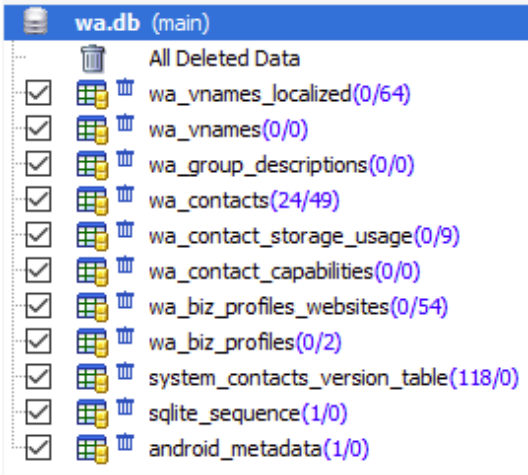 wa.db (main)
All Deleted Data
wa_vnames_localized(0/64)
wa_vnames(0/0)
wa_group_descriptions(0/0)
wa_contacts(24/49)
wa_contact_storage_usage(0/9)
wa_contact_capabilities(0/0)
wa_biz_profiles_websites(0/54)
wa_biz_profiles(0/2)
system_contacts_version_table(118/0)
sqlite_sequence(1/0)
android_metadata(1/0)